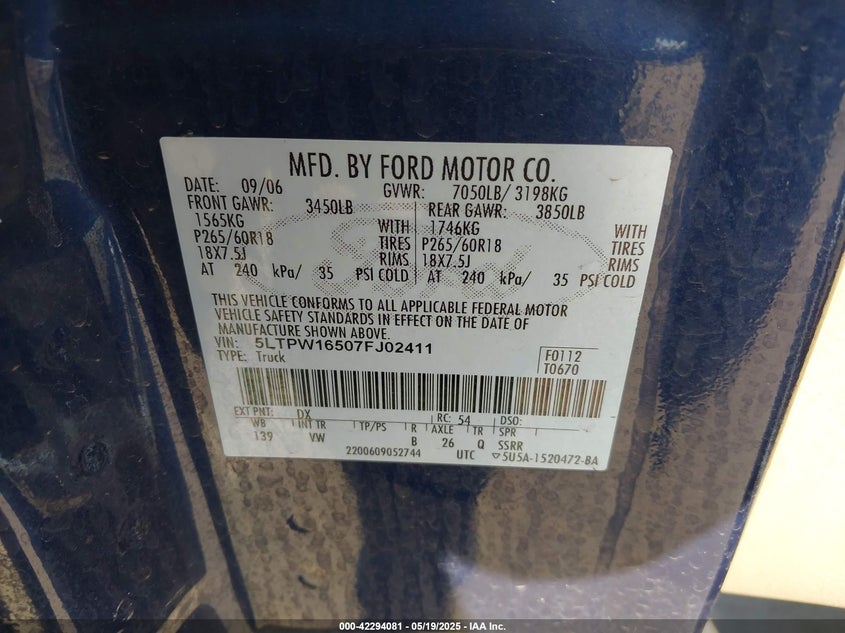 MFD. BY FORD MOTOR CO.
DATE: 09/06 GVWR: 7050LB/ 3198KG
FRONT GAWR: 3450LB REAR GAWR: 3850LB
1565KG WITH 1746KG WITH
P265/60R18 TIRES P265/60R18 TIRES
18X7.5J RIMS 18X7.5J RIMS
AT 240 kPa/ 35 PSI COLD AT 240 kPa/ 35 PSI COLD
THIS VEHICLE CONFORMS TO ALL APPLICABLE FEDERAL MOTOR
VEHICLE SAFETY STANDARDS IN EFFECT ON THE DATE OF
MANUFACTURE SHOWN ABOVE.
VIN: 5LTPW16507FJ02411
TYPE: Truck
F0112
T0670
EXT PNT: DX RC: 54 DSO:
WB INT TR TP/PS R AXLE TR SPR
139 VW B 26 Q SSRR
2200609052744 UTC ▽5U5A-1520472-BA
000-42294081 - 05/19/2025 - IAA Inc.